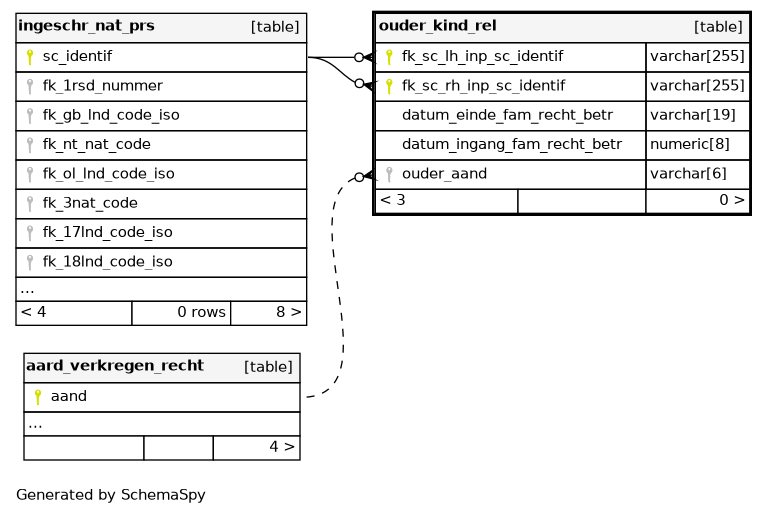 ingeschr_nat_prs [table]
sc_identif
fk_1rsd_nummer
fk_gb_lnd_code_iso
fk_nt_nat_code
fk_ol_lnd_code_iso
fk_3nat_code
fk_17lnd_code_iso
fk_18lnd_code_iso
...
< 4 0 rows 8 >
ouder_kind_rel [table]
fk_sc_lh_inp_sc_identif varchar[255]
fk_sc_rh_inp_sc_identif varchar[255]
datum_einde_fam_recht_betr varchar[19]
datum_ingang_fam_recht_betr numeric[8]
ouder_aand varchar[6]
< 3 0 >
aard_verkregen_recht [table]
aand
...
4 >
Generated by SchemaSpy